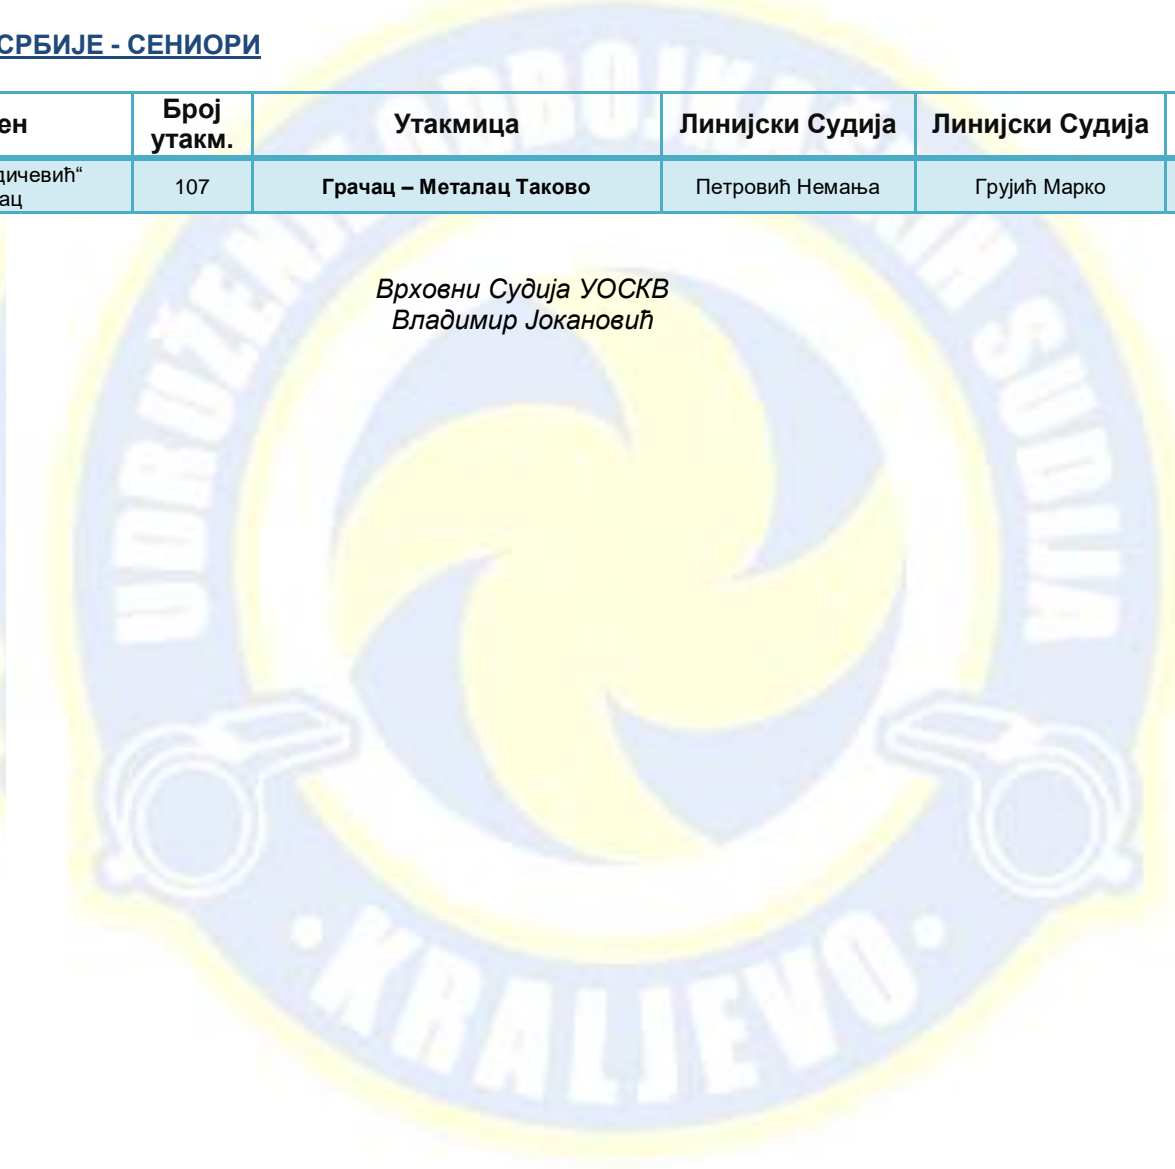 СРБИЈЕ - СЕНИОРИ
ен
Број
утакм.
Утакмица
Линијски Судија
Линијски Судија
дичевић“
ац
107
Грачац – Металац Таково
Петровић Немања
Грујић Марко
Врховни Судија УОСКВ
Владимир Јокановић
UDRUŽENJE ODBOJKAŠKIH SUDIJA
• KRALJEVO •